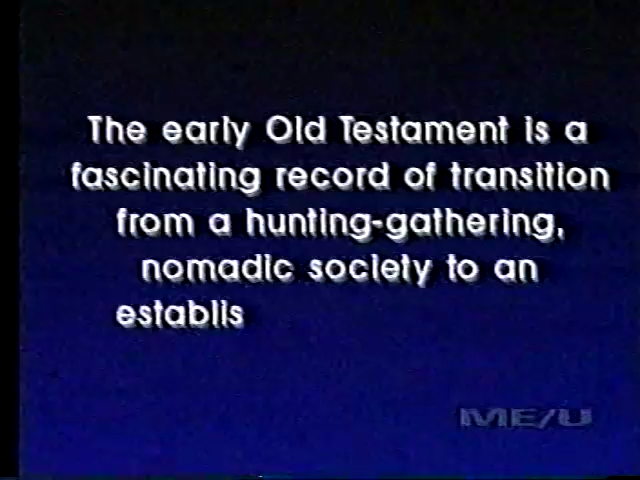 The early Old Testament is a
fascinating record of transition
from a hunting-gathering,
nomadic society to an
establis
ME/U